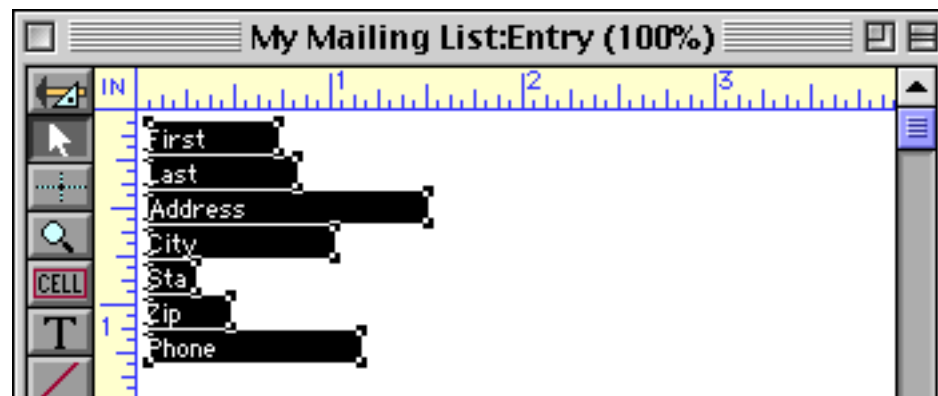 My Mailing List:Entry (100%)
IN 1 2 3
First
Last
Address
City
CELL Sta
Zip
T 1
Phone